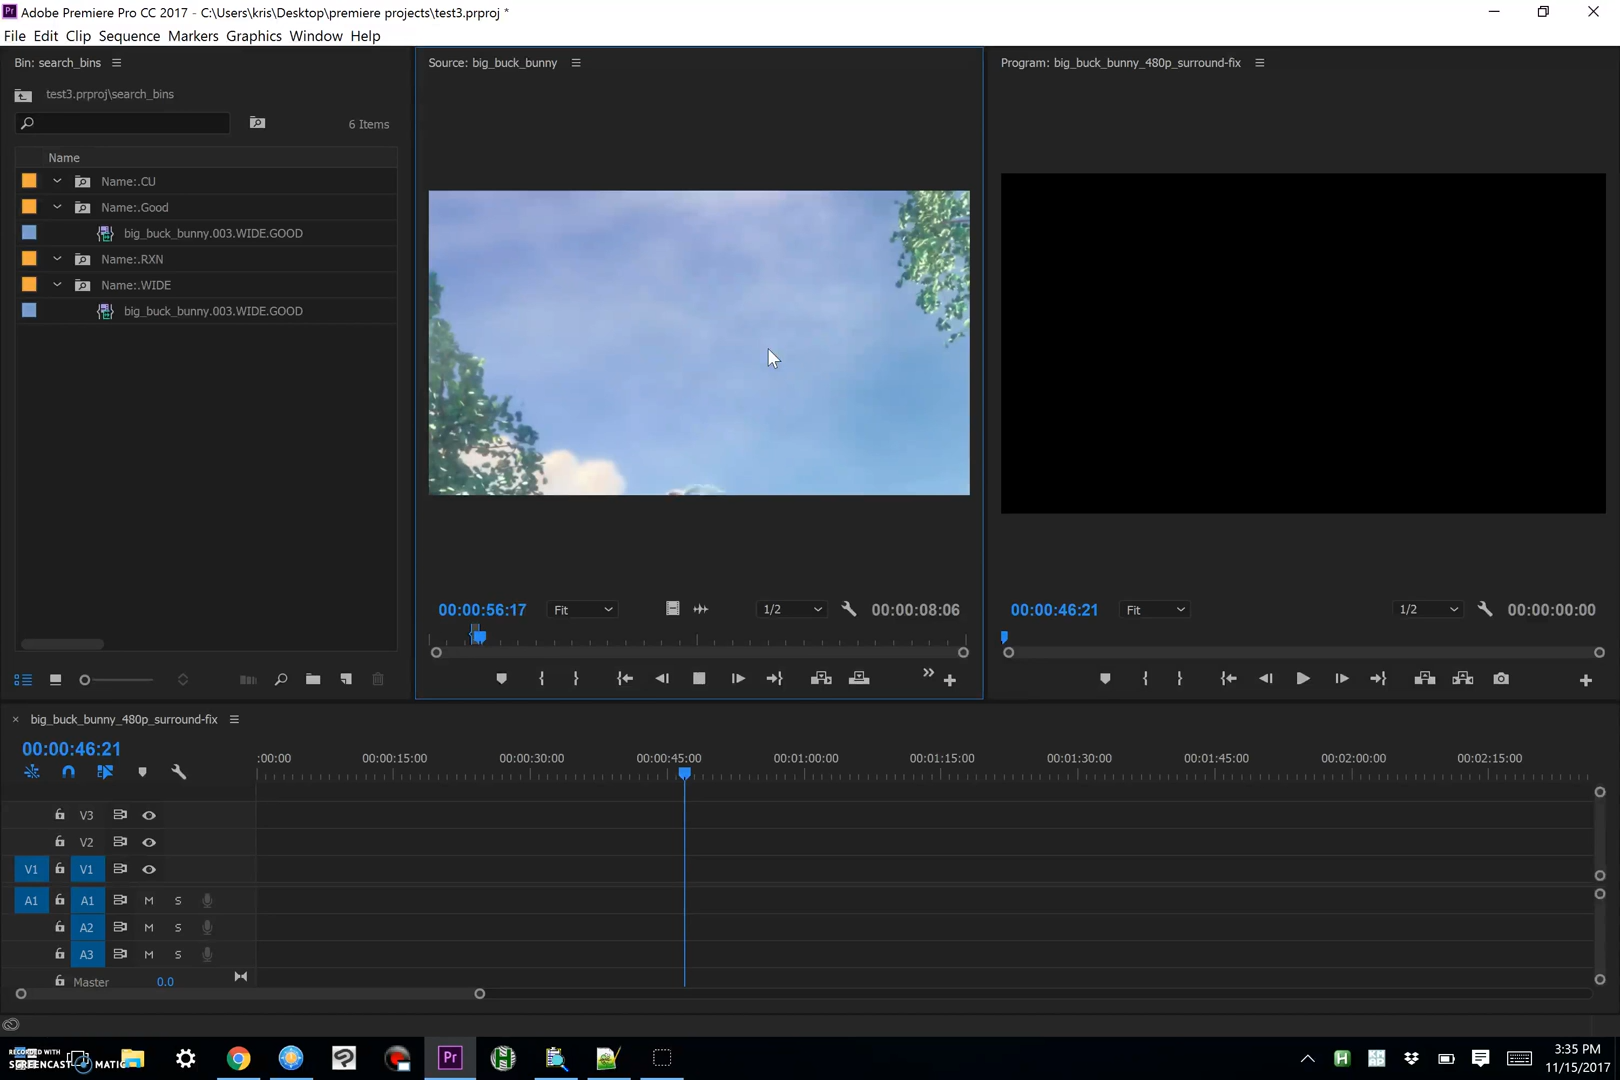 Adobe Premiere Pro CC 2017 - C:\Users\kris\Desktop\premiere projects\test3.prproj *
File Edit Clip Sequence Markers Graphics Window Help
Bin: search_bins
Source: big_buck_bunny
Program: big_buck_bunny_480p_surround-fix
test3.prproj\search_bins
6 Items
Name
Name:.CU
Name:.Good
big_buck_bunny.003.WIDE.GOOD
Name:.RXN
Name:.WIDE
big_buck_bunny.003.WIDE.GOOD
00:00:56:17 Fit 1/2 00:00:08:06
00:00:46:21 Fit 1/2 00:00:00:00
× big_buck_bunny_480p_surround-fix
00:00:46:21
:00:00 00:00:15:00 00:00:30:00 00:00:45:00 00:01:00:00 00:01:15:00 00:01:30:00 00:01:45:00 00:02:00:00 00:02:15:00
V3
V2
V1 V1
A1 A1 M S
A2 M S
A3 M S
Master 0.0
RECORDED WITH
SCREENCAST MATIC
Pr
H
3:35 PM
11/15/2017